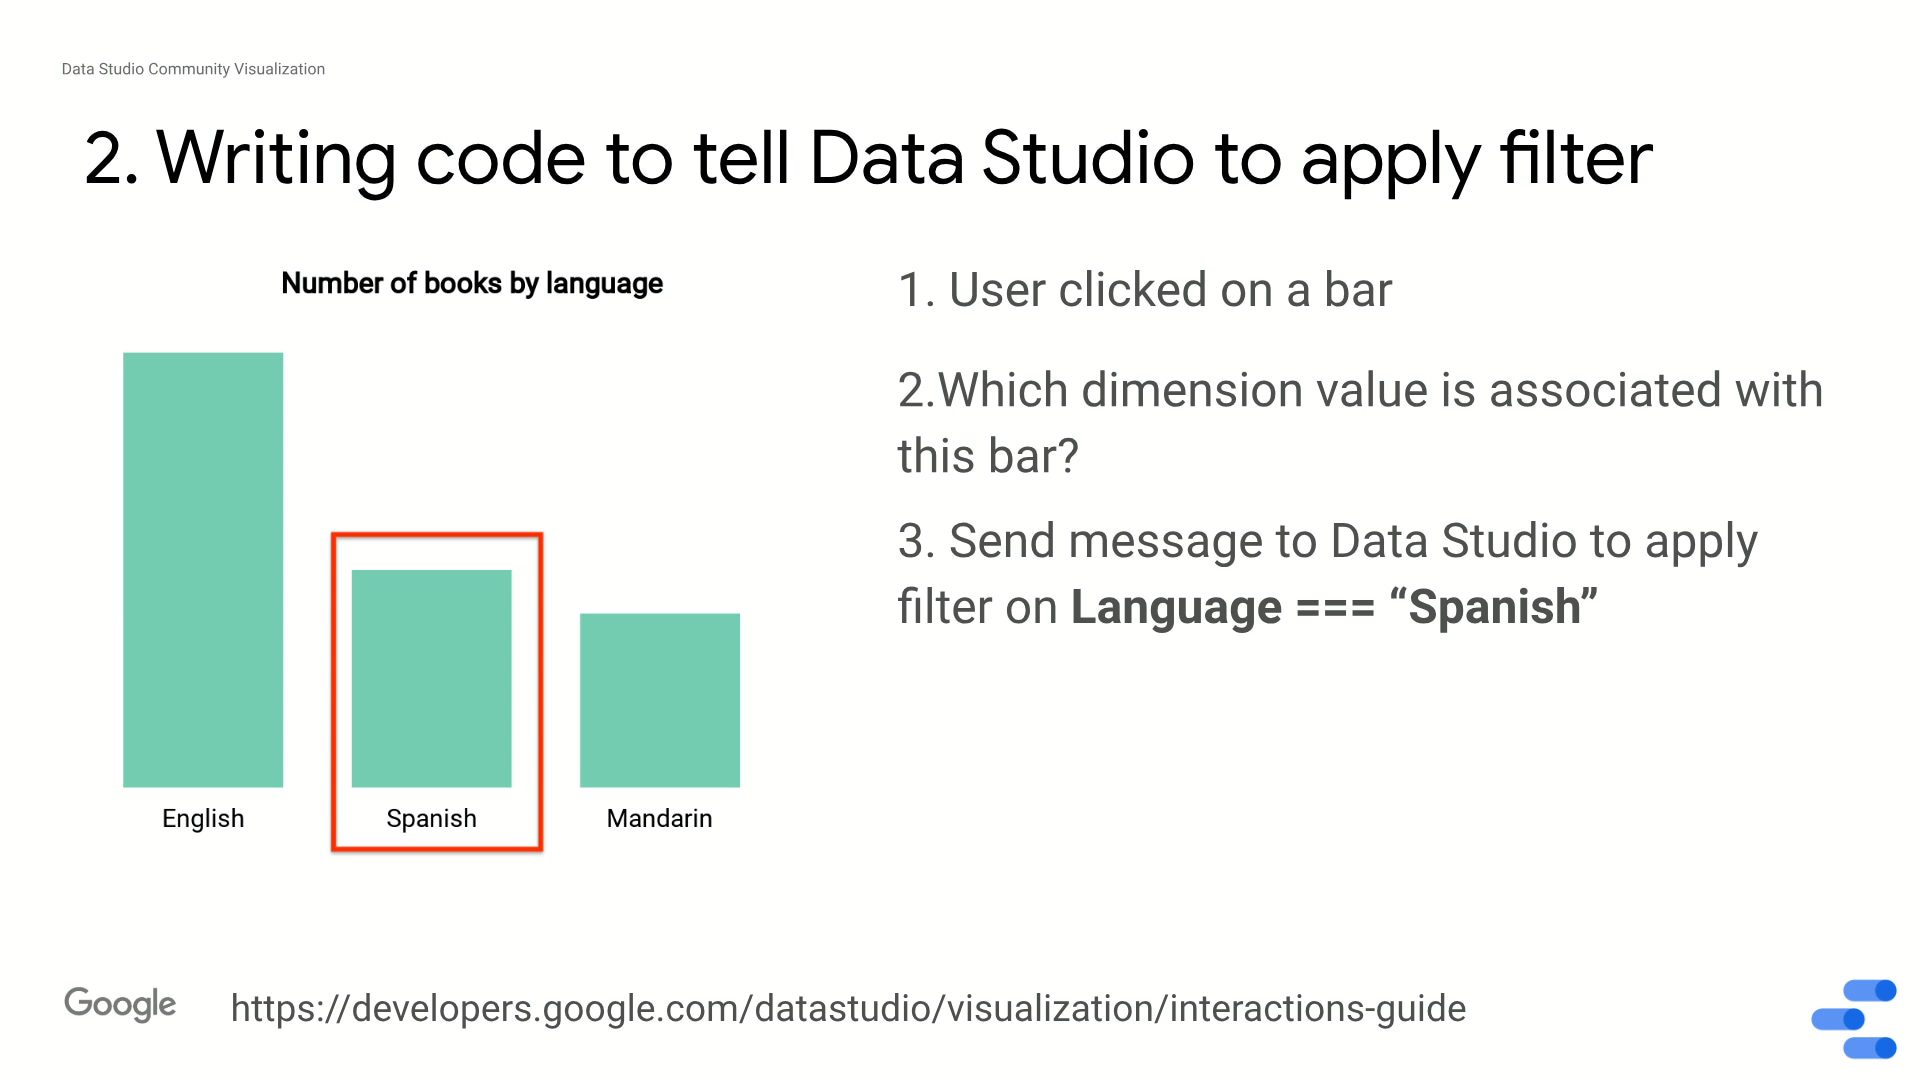 Data Studio Community Visualization
2. Writing code to tell Data Studio to apply filter
Number of books by language
English
Spanish
Mandarin
1. User clicked on a bar
2.Which dimension value is associated with
this bar?
3. Send message to Data Studio to apply
filter on Language === “Spanish”
Google
https://developers.google.com/datastudio/visualization/interactions-guide